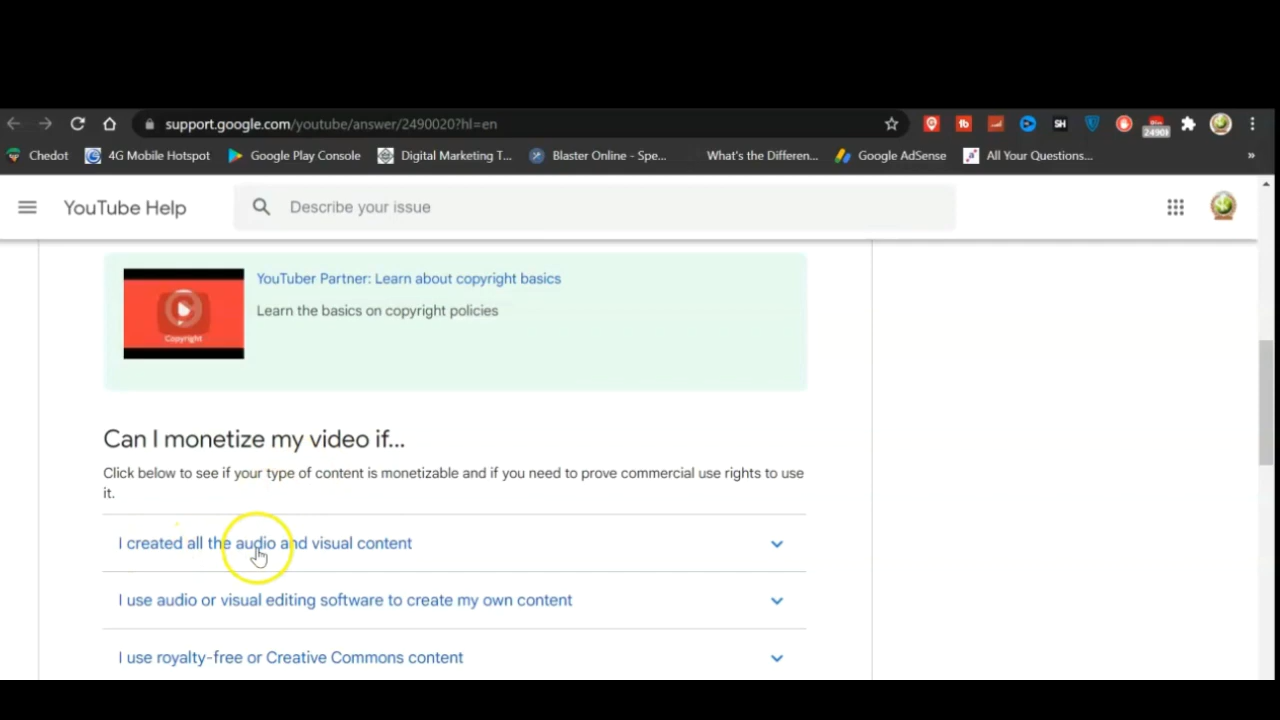 support.google.com/youtube/answer/2490020?hl=en
Chedot 4G Mobile Hotspot Google Play Console Digital Marketing T... Blaster Online - Spe... What's the Differen... Google AdSense All Your Questions... »
YouTube Help Describe your issue
YouTuber Partner: Learn about copyright basics
Learn the basics on copyright policies
Copyright
Can I monetize my video if...
Click below to see if your type of content is monetizable and if you need to prove commercial use rights to use
it.
I created all the audio and visual content
I use audio or visual editing software to create my own content
I use royalty-free or Creative Commons content